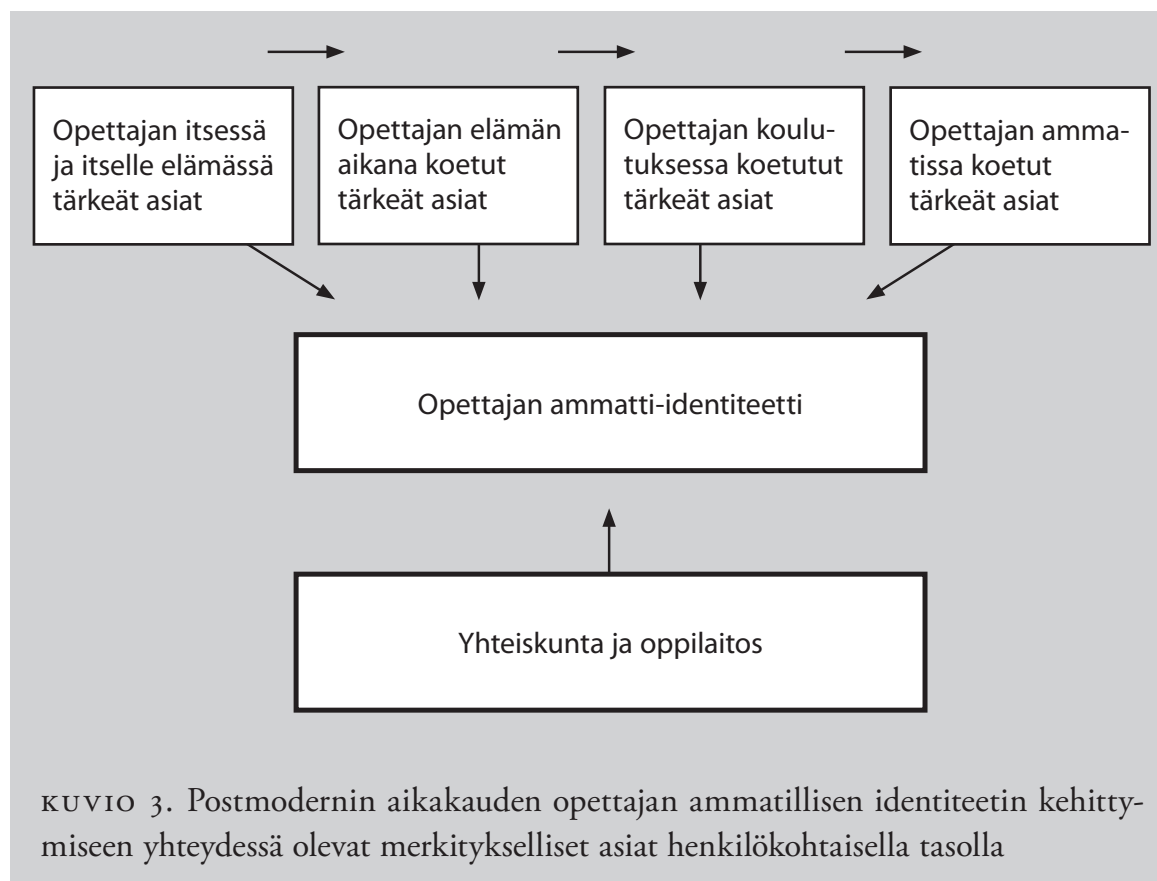 Opettajan itsessä
ja itselle elämässä
tärkeät asiat
Opettajan elämän
aikana koetut
tärkeät asiat
Opettajan koulu-
tuksessa koetutut
tärkeät asiat
Opettajan amma-
tissa koetut
tärkeät asiat
Opettajan ammatti-identiteetti
Yhteiskunta ja oppilaitos
KUVIO 3. Postmodernin aikakauden opettajan ammatillisen identiteetin kehitty-
miseen yhteydessä olevat merkitykselliset asiat henkilökohtaisella tasolla